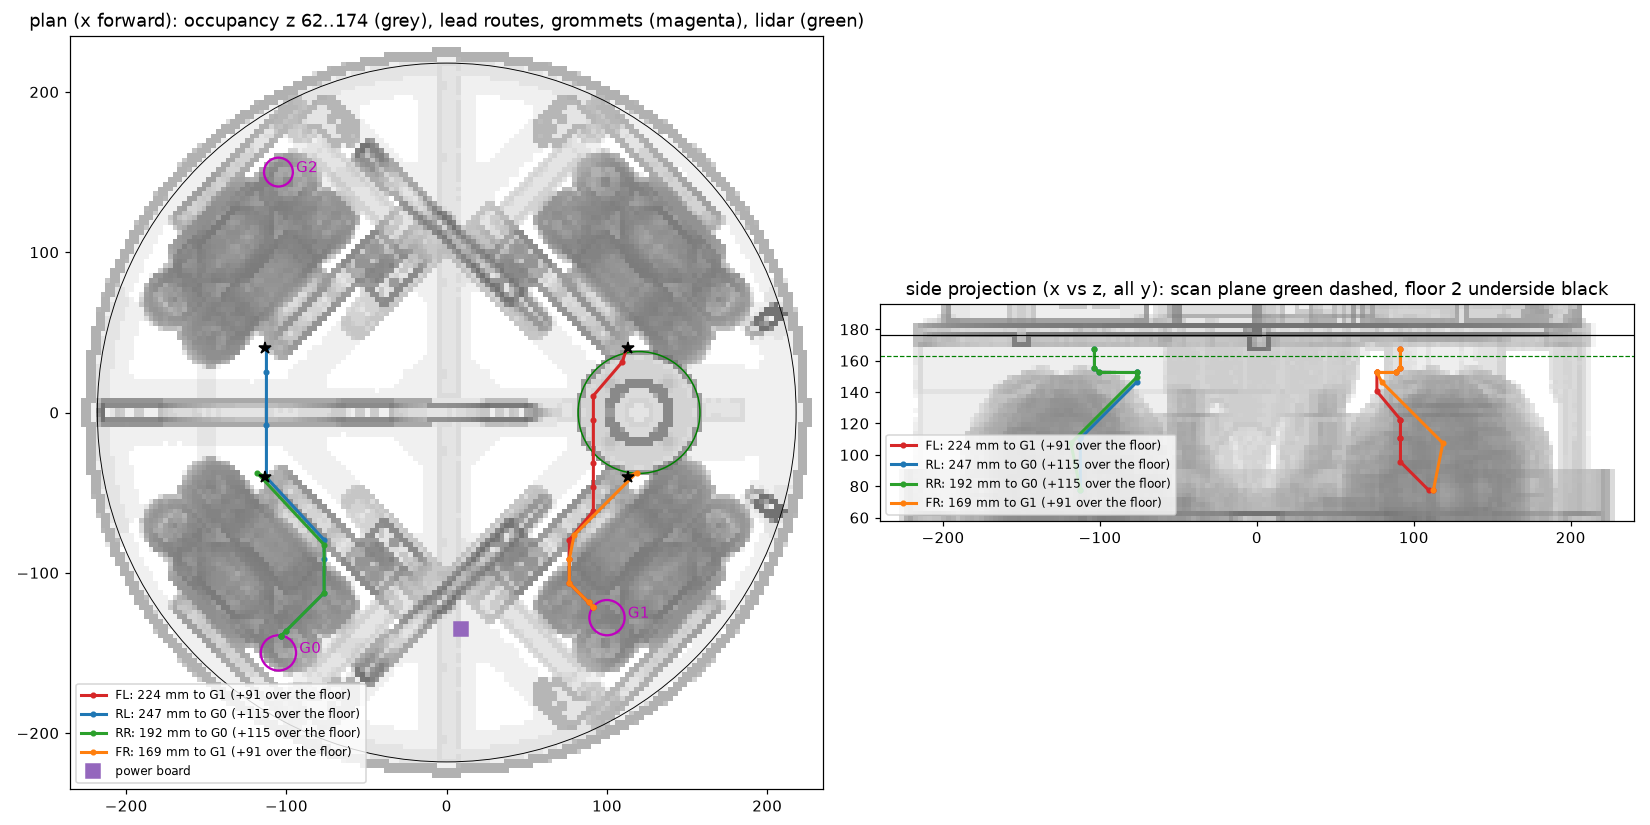 plan (x forward): occupancy z 62..174 (grey), lead routes, grommets (magenta), lidar (green)
200
100
0
−100
−200
G2
G1
G0
FL: 224 mm to G1 (+91 over the floor)
RL: 247 mm to G0 (+115 over the floor)
RR: 192 mm to G0 (+115 over the floor)
FR: 169 mm to G1 (+91 over the floor)
power board
−200 −100 0 100 200
side projection (x vs z, all y): scan plane green dashed, floor 2 underside black
180
160
140
120
100
80
60
FL: 224 mm to G1 (+91 over the floor)
RL: 247 mm to G0 (+115 over the floor)
RR: 192 mm to G0 (+115 over the floor)
FR: 169 mm to G1 (+91 over the floor)
−200 −100 0 100 200